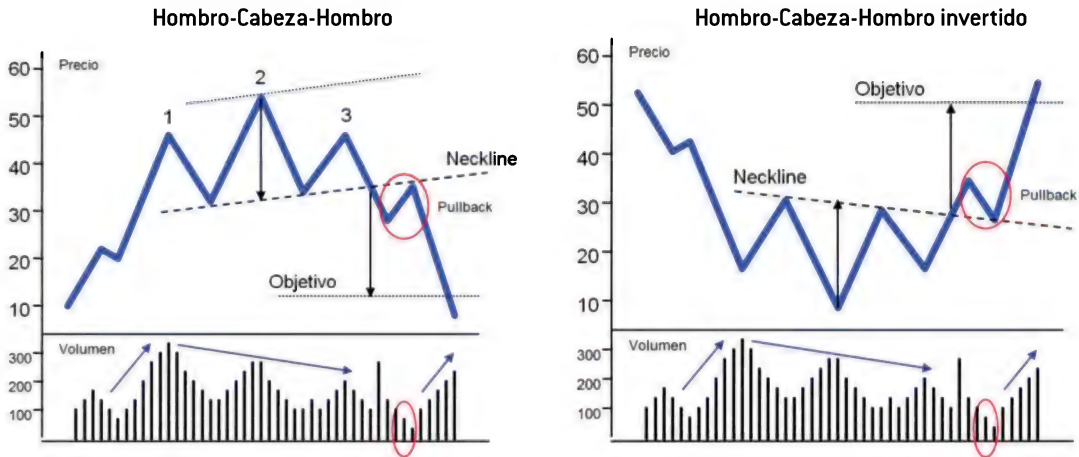 Hombro-Cabeza-Hombro
Precio
60
50
40
30
20
10
1
2
3
Neckline
Pullback
Objetivo
Volumen
300
200
100
Hombro-Cabeza-Hombro invertido
Precio
60
50
40
30
20
10
Objetivo
Neckline
Pullback
Volumen
300
200
100